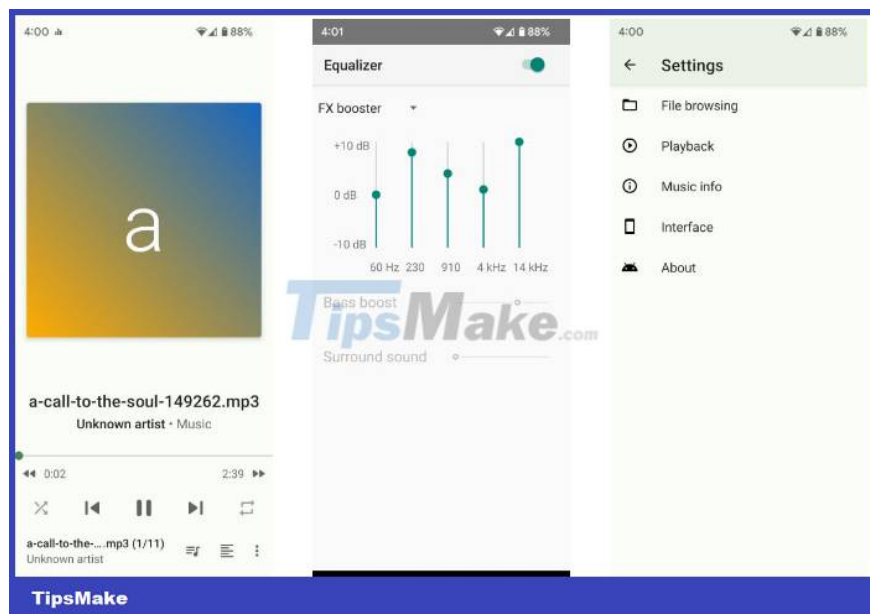 4:00
88%
a
a-call-to-the-soul-149262.mp3
Unknown artist • Music
0:02
2:39
a-call-to-the-....mp3 (1/11)
Unknown artist
4:01
88%
Equalizer
FX booster
+10 dB
0 dB
-10 dB
60 Hz 230 910 4 kHz 14 kHz
Bass boost
Surround sound
4:00
88%
Settings
File browsing
Playback
Music info
Interface
About
TipsMake.com
TipsMake